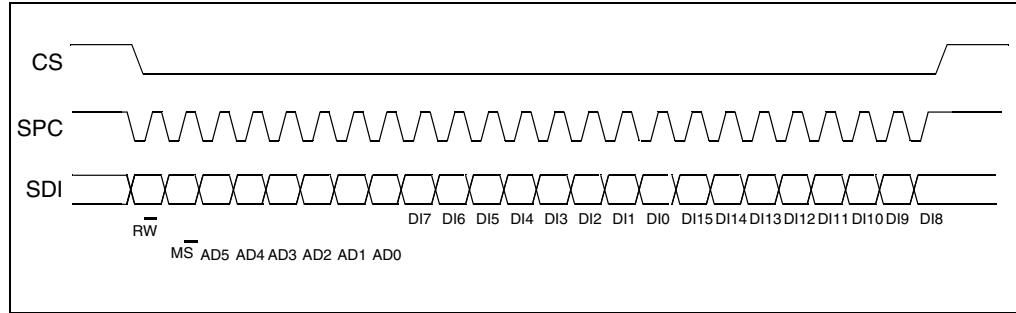 CS
SPC
SDI
RW̅ DI7 DI6 DI5 DI4 DI3 DI2 DI1 DI0 DI15 DI14 DI13 DI12 DI11 DI10 DI9 DI8
MS̅ AD5 AD4 AD3 AD2 AD1 AD0